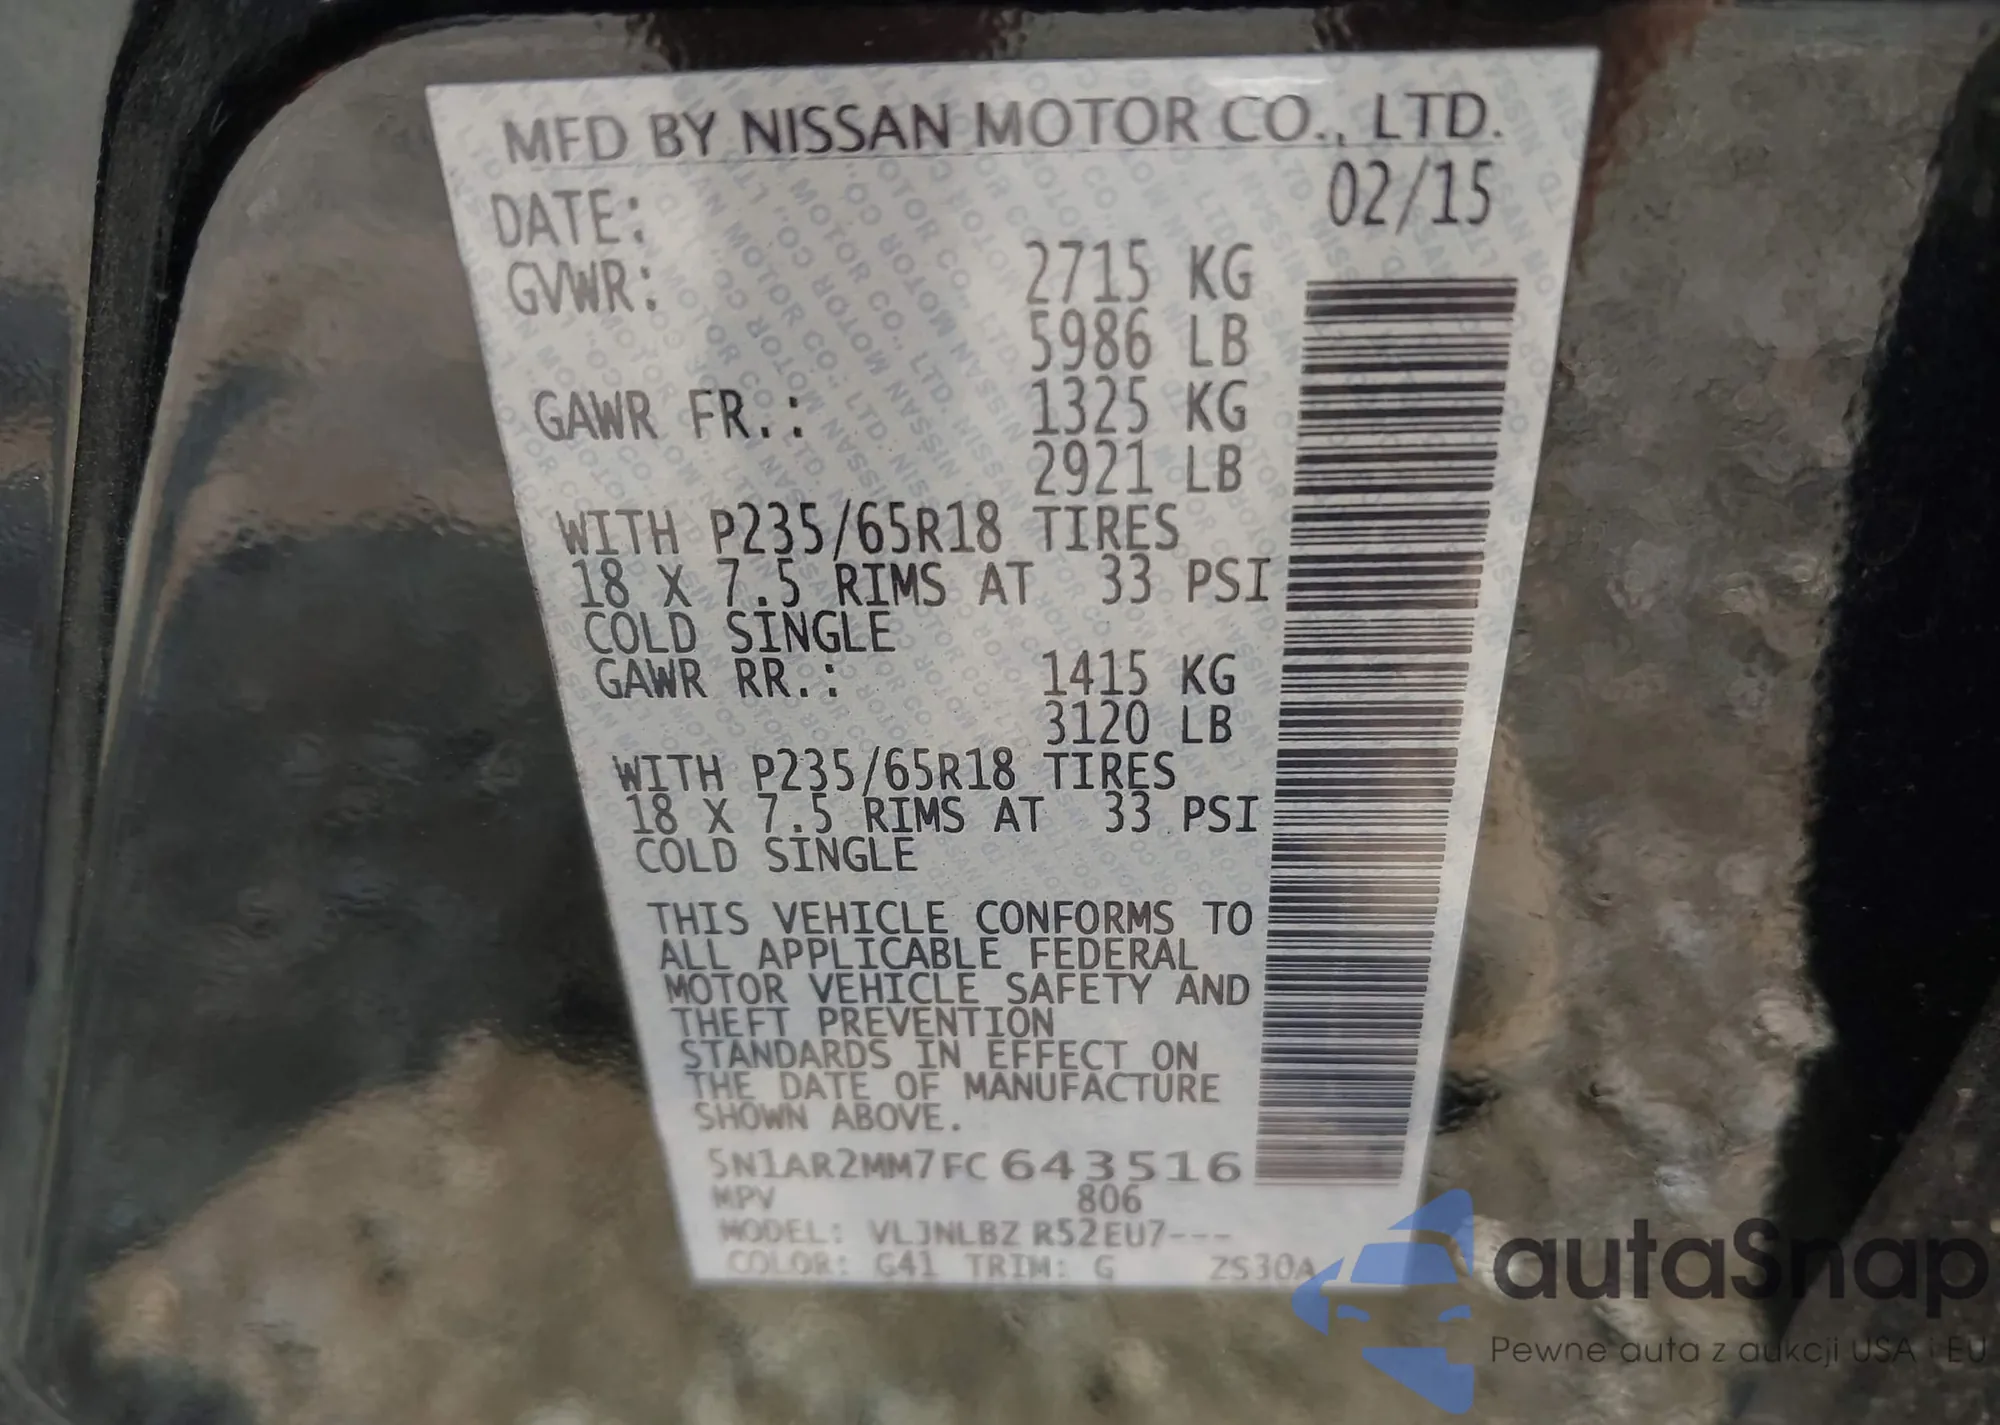 MFD BY NISSAN MOTOR CO., LTD.
DATE: 02/15
GVWR: 2715 KG
5986 LB
GAWR FR.: 1325 KG
2921 LB
WITH P235/65R18 TIRES
18 X 7.5 RIMS AT 33 PSI
COLD SINGLE
GAWR RR.: 1415 KG
3120 LB
WITH P235/65R18 TIRES
18 X 7.5 RIMS AT 33 PSI
COLD SINGLE
THIS VEHICLE CONFORMS TO
ALL APPLICABLE FEDERAL
MOTOR VEHICLE SAFETY AND
THEFT PREVENTION
STANDARDS IN EFFECT ON
THE DATE OF MANUFACTURE
SHOWN ABOVE.
5N1AR2MM7FC643516
MPV 806
MODEL: VLJNLBZ R52EU7---
COLOR: G41 TRIM: G ZS30A
autoSnap
Pewne auta z aukcji USA i EU